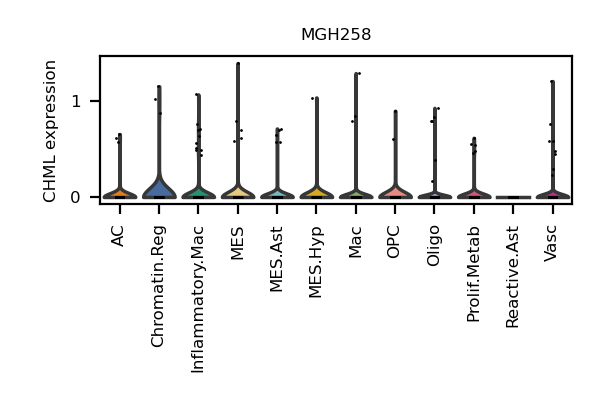 MGH258
CHML expression
1
0
AC
Chromatin.Reg
Inflammatory.Mac
MES
MES.Ast
MES.Hyp
Mac
OPC
Oligo
Prolif.Metab
Reactive.Ast
Vasc